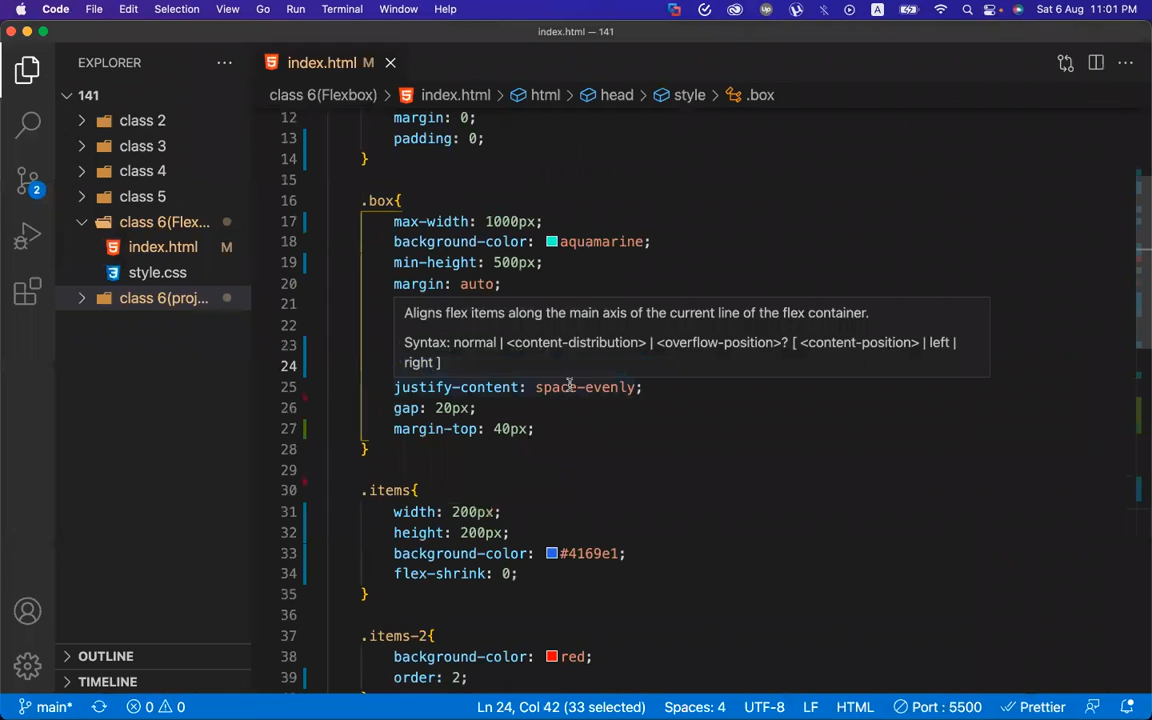 Code File Edit Selection View Go Run Terminal Window Help Up A Sat 6 Aug 11:01 PM
index.html — 141
EXPLORER
index.html M
141
class 6(Flexbox) > index.html > html > head > style > .box
class 2
class 3
class 4
class 5
class 6(Flex...
index.html M
style.css
class 6(proj...
2
OUTLINE
TIMELINE
12 margin: 0;
13 padding: 0;
14 }
15
16 .box{
17 max-width: 1000px;
18 background-color: aquamarine;
19 min-height: 500px;
20 margin: auto;
21
22
23
24
Aligns flex items along the main axis of the current line of the flex container.
Syntax: normal | <content-distribution> | <overflow-position>? [ <content-position> | left |
right ]
25 justify-content: space-evenly;
26 gap: 20px;
27 margin-top: 40px;
28 }
29
30 .items{
31 width: 200px;
32 height: 200px;
33 background-color: #4169e1;
34 flex-shrink: 0;
35 }
36
37 .items-2{
38 background-color: red;
39 order: 2;
main* 0 0 Ln 24, Col 42 (33 selected) Spaces: 4 UTF-8 LF HTML Port : 5500 Prettier